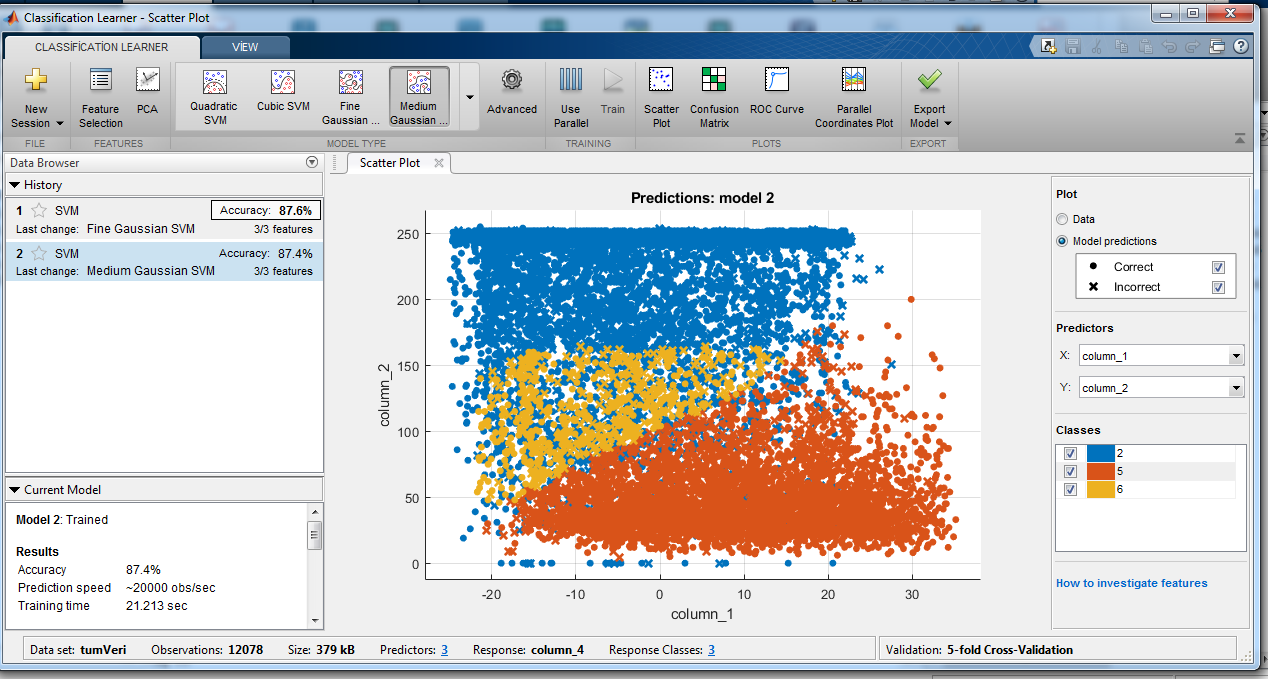 Classification Learner - Scatter Plot
CLASSİFİCATİON LEARNER
VİEW
New Session
Feature Selection
PCA
Quadratic SVM
Cubic SVM
Fine Gaussian ...
Medium Gaussian ...
Advanced
Use Parallel
Train
Scatter Plot
Confusion Matrix
ROC Curve
Parallel Coordinates Plot
Export Model
FILE
FEATURES
MODEL TYPE
TRAINING
PLOTS
EXPORT
Data Browser
History
1 SVM Accuracy: 87.6%
Last change: Fine Gaussian SVM 3/3 features
2 SVM Accuracy: 87.4%
Last change: Medium Gaussian SVM 3/3 features
Current Model
Model 2: Trained
Results
Accuracy 87.4%
Prediction speed ~20000 obs/sec
Training time 21.213 sec
Scatter Plot
Predictions: model 2
column_2
250
200
150
100
50
0
-20 -10 0 10 20 30
column_1
Plot
Data
Model predictions
Correct
Incorrect
Predictors
X: column_1
Y: column_2
Classes
2
5
6
How to investigate features
Data set: tumVeri Observations: 12078 Size: 379 kB Predictors: 3 Response: column_4 Response Classes: 3 Validation: 5-fold Cross-Validation